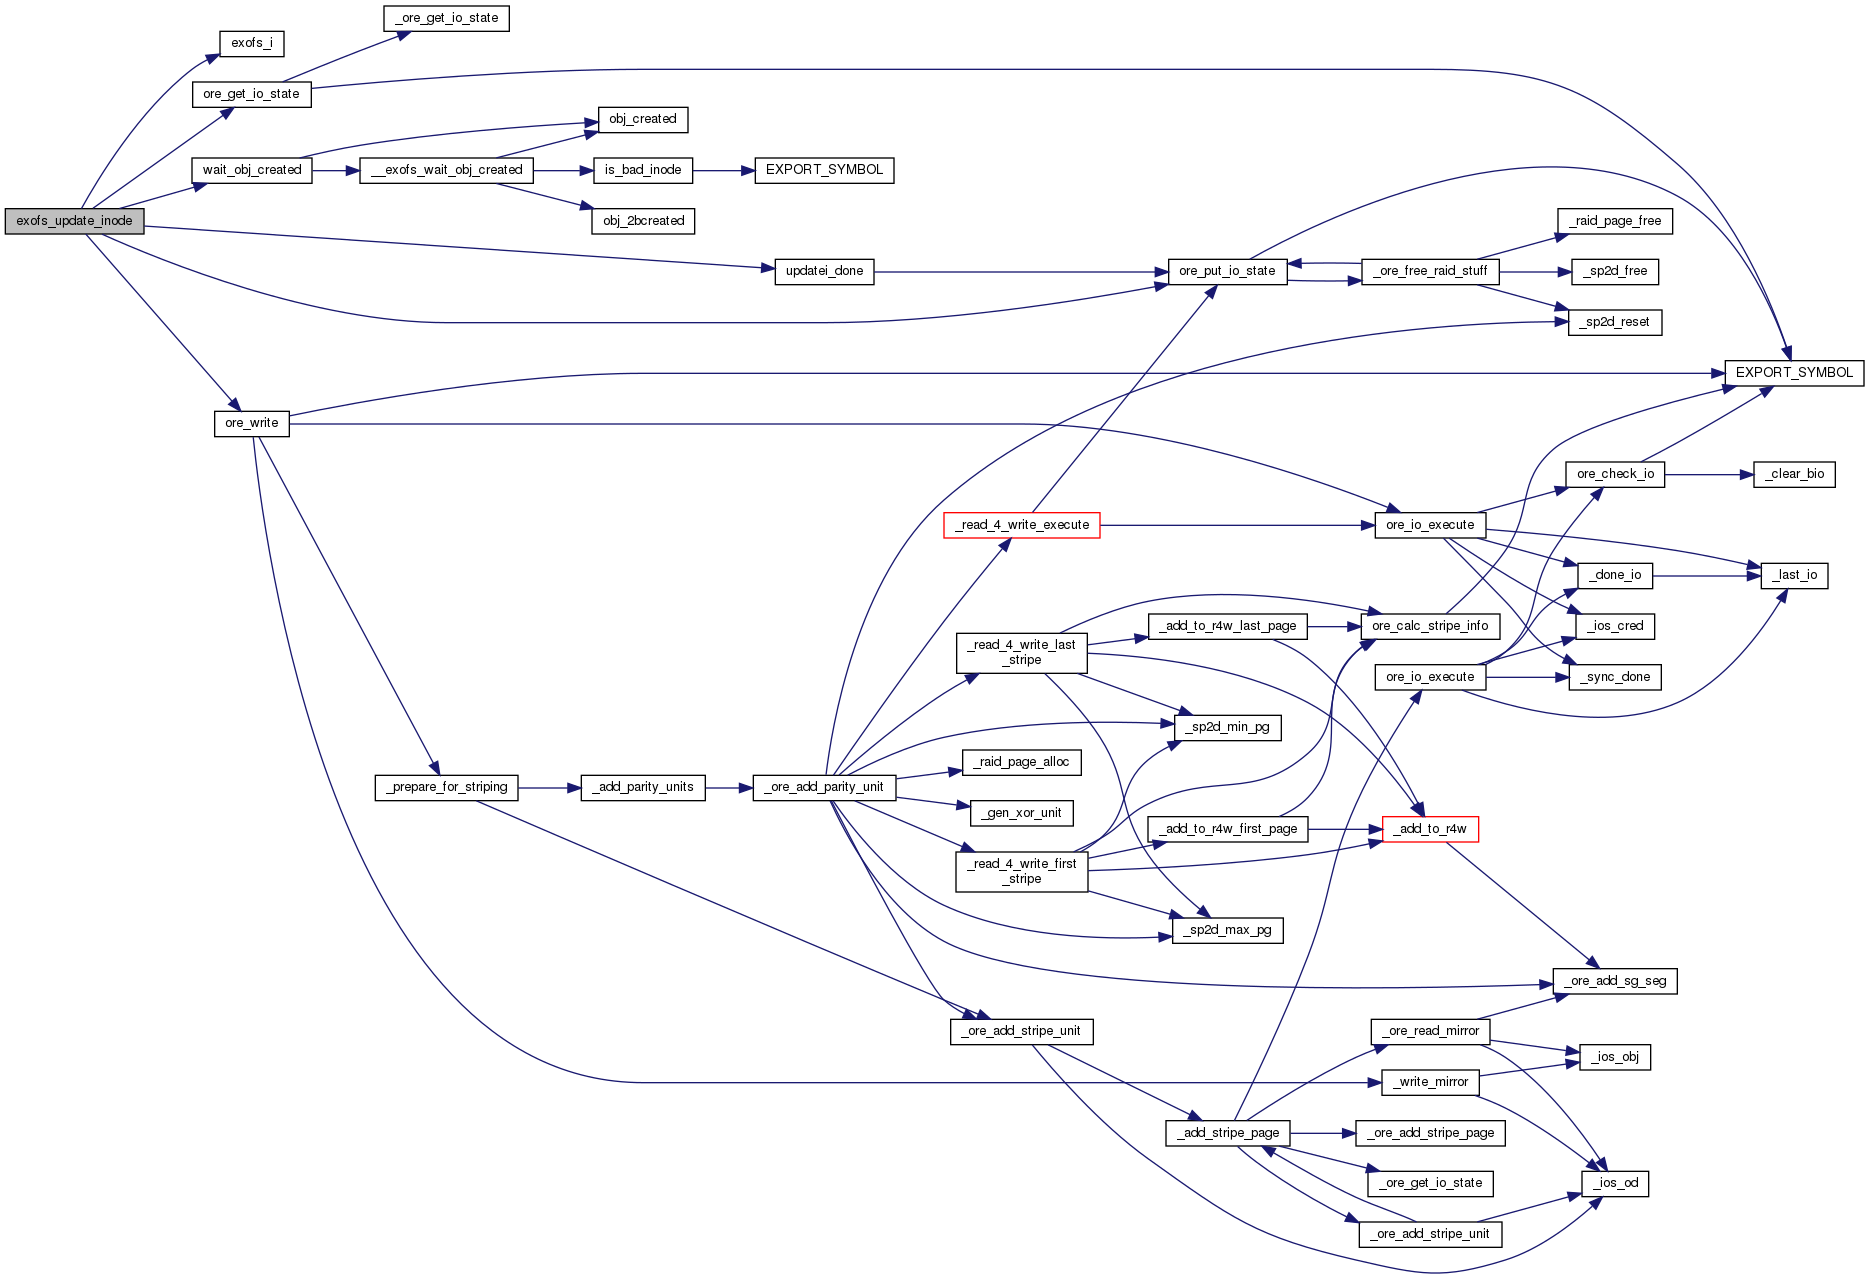 _ore_get_io_state
exofs_i
ore_get_io_state
obj_created
wait_obj_created
__exofs_wait_obj_created
is_bad_inode
EXPORT_SYMBOL
exofs_update_inode
obj_2bcreated
_raid_page_free
updatei_done
ore_put_io_state
_ore_free_raid_stuff
_sp2d_free
_sp2d_reset
EXPORT_SYMBOL
ore_write
ore_check_io
_clear_bio
_read_4_write_execute
ore_io_execute
_done_io
_last_io
_add_to_r4w_last_page
ore_calc_stripe_info
_ios_cred
_read_4_write_last
_stripe
ore_io_execute
_sync_done
_sp2d_min_pg
_raid_page_alloc
_prepare_for_striping
_add_parity_units
_ore_add_parity_unit
_gen_xor_unit
_add_to_r4w_first_page
_add_to_r4w
_read_4_write_first
_stripe
_sp2d_max_pg
_ore_add_sg_seg
_ore_add_stripe_unit
_ore_read_mirror
_ios_obj
_write_mirror
_add_stripe_page
_ore_add_stripe_page
_ore_get_io_state
_ios_od
_ore_add_stripe_unit